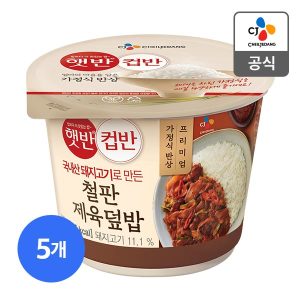 CJ CHEILJEDANG
CJ
공식
햇반 컵반
프리미엄
가정식 반상
국내산 돼지고기로 만든
철판
제육덮밥
kcal
돼지고기 11.1 %
5개